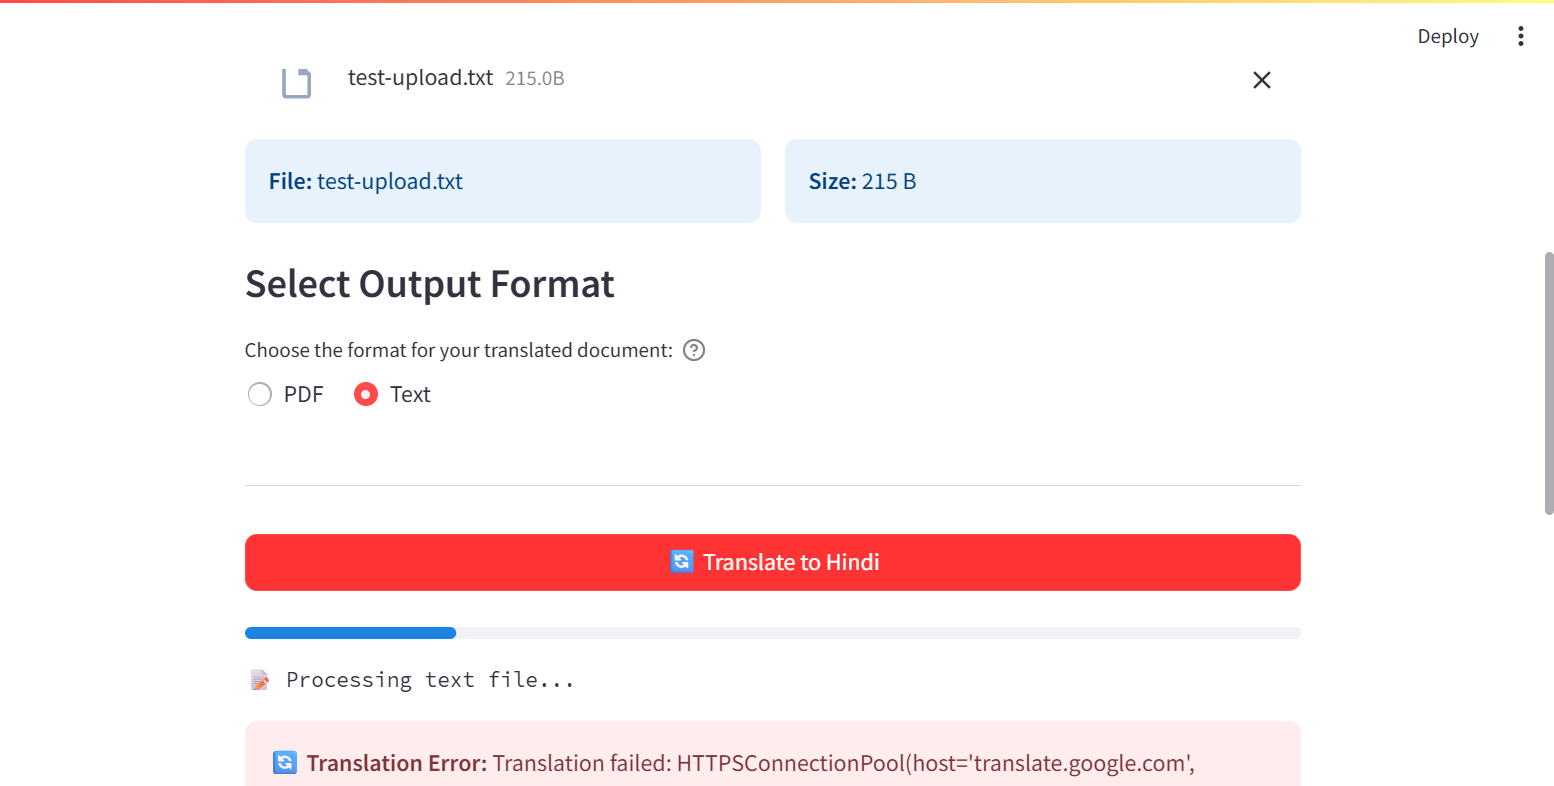 Deploy
test-upload.txt 215.0B
File: test-upload.txt
Size: 215 B
Select Output Format
Choose the format for your translated document:
PDF
Text
Translate to Hindi
Processing text file...
Translation Error: Translation failed: HTTPSConnectionPool(host='translate.google.com',